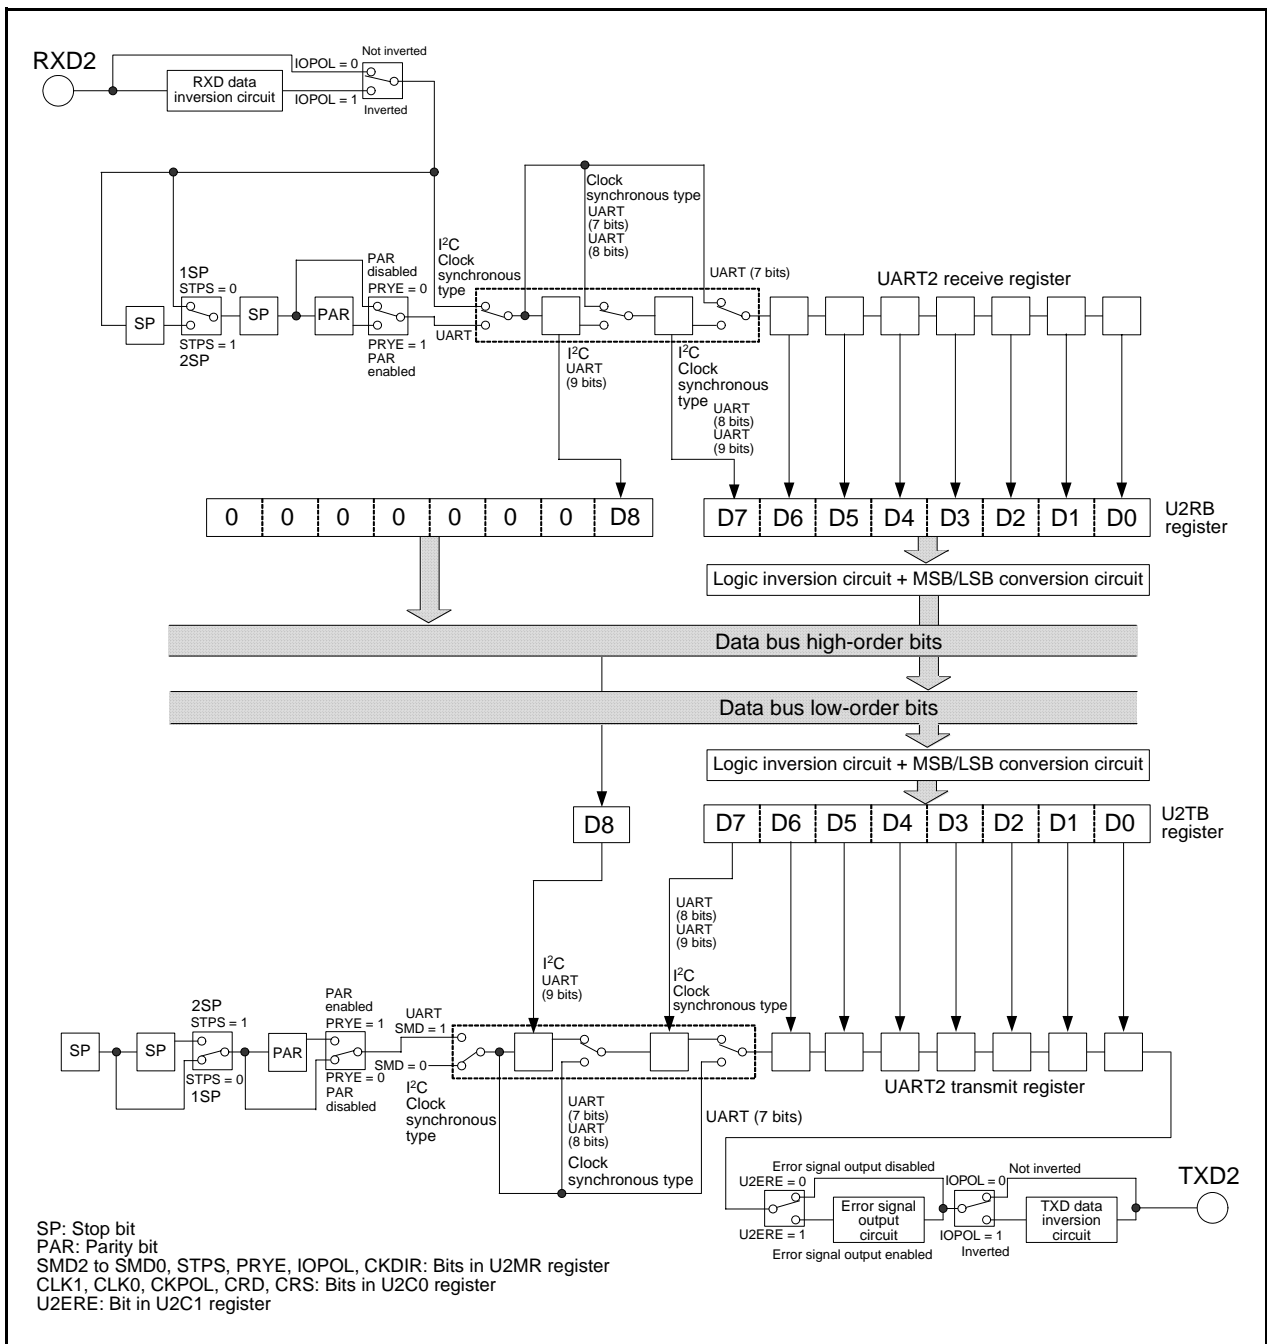 RXD2
Not inverted
IOPOL = 0
RXD data
inversion circuit
IOPOL = 1
Inverted
Clock
synchronous type
UART
(7 bits)
UART
(8 bits)
I²C
Clock
synchronous
type
PAR
disabled
1SP
STPS = 0
PRYE = 0
UART (7 bits)
UART2 receive register
SP
SP
PAR
STPS = 1
2SP
PRYE = 1
PAR
enabled
UART
I²C
UART
(9 bits)
I²C
Clock
synchronous
type
UART
(8 bits)
UART
(9 bits)
0 0 0 0 0 0 0 D8
D7 D6 D5 D4 D3 D2 D1 D0
U2RB
register
Logic inversion circuit + MSB/LSB conversion circuit
Data bus high-order bits
Data bus low-order bits
Logic inversion circuit + MSB/LSB conversion circuit
D8
D7 D6 D5 D4 D3 D2 D1 D0
U2TB
register
UART
(8 bits)
UART
(9 bits)
I²C
UART
(9 bits)
I²C
Clock
synchronous type
2SP
STPS = 1
PAR
enabled
PRYE = 1
UART
SMD = 1
SP
SP
PAR
SMD = 0
STPS = 0
1SP
PRYE = 0
PAR
disabled
I²C
Clock
synchronous
type
UART
(7 bits)
UART
(8 bits)
Clock
synchronous type
UART (7 bits)
UART2 transmit register
Error signal output disabled
U2ERE = 0
IOPOL = 0
Not inverted
TXD2
Error signal
output
circuit
TXD data
inversion
circuit
U2ERE = 1
Error signal output enabled
IOPOL = 1
Inverted
SP: Stop bit
PAR: Parity bit
SMD2 to SMD0, STPS, PRYE, IOPOL, CKDIR: Bits in U2MR register
CLK1, CLK0, CKPOL, CRD, CRS: Bits in U2C0 register
U2ERE: Bit in U2C1 register